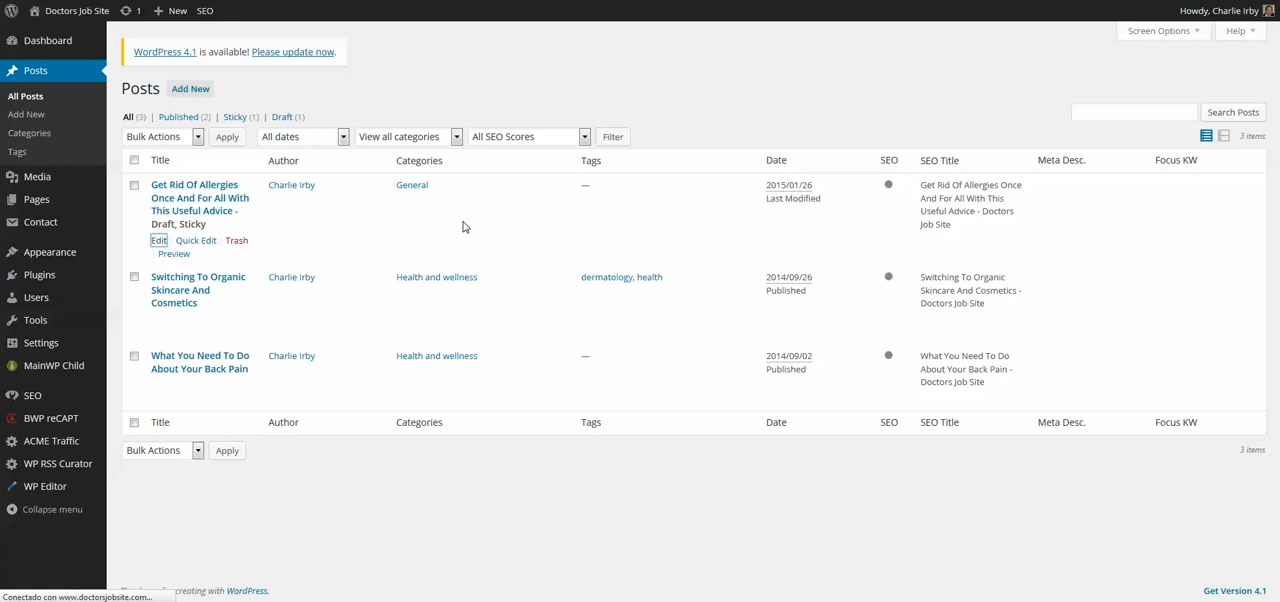 Doctors Job Site 1 New SEO Howdy, Charlie Irby
Screen Options Help
Dashboard
Posts
All Posts
Add New
Categories
Tags
Media
Pages
Contact
Appearance
Plugins
Users
Tools
Settings
MainWP Child
SEO
BWP reCAPT
ACME Traffic
WP RSS Curator
WP Editor
Collapse menu
WordPress 4.1 is available! Please update now.
Posts Add New
All (3) | Published (2) | Sticky (1) | Draft (1)
Search Posts
Bulk Actions Apply All dates View all categories All SEO Scores Filter
3 items
Title Author Categories Tags Date SEO SEO Title Meta Desc. Focus KW
Get Rid Of Allergies
Once And For All With
This Useful Advice -
Draft, Sticky
Edit | Quick Edit | Trash
| Preview
Charlie Irby
General
—
2015/01/26
Last Modified
Get Rid Of Allergies Once
And For All With This
Useful Advice - Doctors
Job Site
Switching To Organic
Skincare And
Cosmetics
Charlie Irby
Health and wellness
dermatology, health
2014/09/26
Published
Switching To Organic
Skincare And Cosmetics -
Doctors Job Site
What You Need To Do
About Your Back Pain
Charlie Irby
Health and wellness
—
2014/09/02
Published
What You Need To Do
About Your Back Pain -
Doctors Job Site
Title Author Categories Tags Date SEO SEO Title Meta Desc. Focus KW
Bulk Actions Apply
3 items
creating with WordPress.
Get Version 4.1
Conectado con www.doctorsjobsite.com...